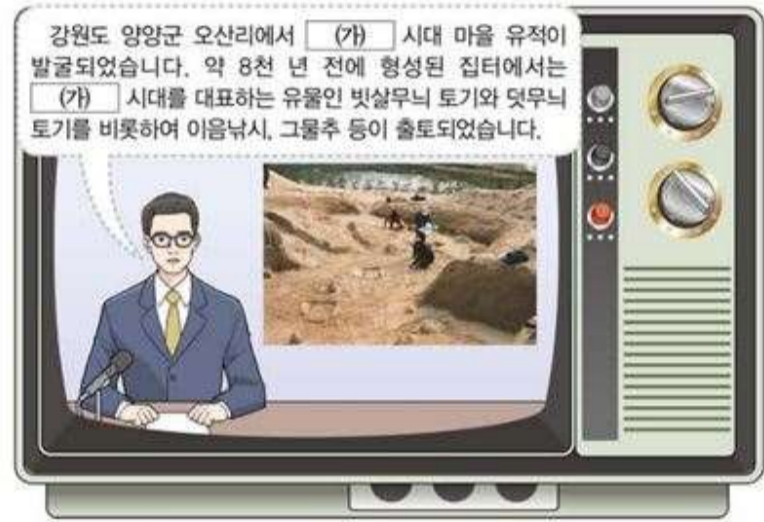 강원도 양양군 오산리에서 (가) 시대 마을 유적이
발굴되었습니다. 약 8천 년 전에 형성된 집터에서는
(가) 시대를 대표하는 유물인 빗살무늬 토기와 덧무늬
토기를 비롯하여 이음낚시, 그물추 등이 출토되었습니다.